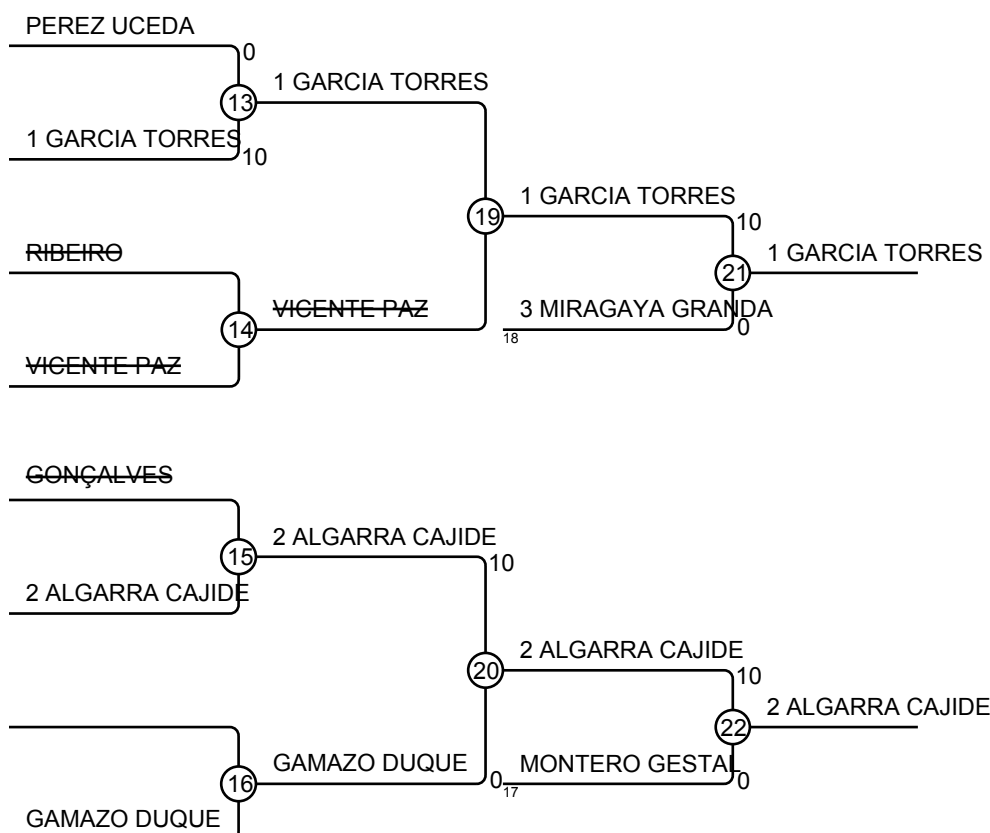 PEREZ UCEDA
0
1 GARCIA TORRES
13
1 GARCIA TORRES
10
1 GARCIA TORRES
19
10
RIBEIRO
1 GARCIA TORRES
21
VICENTE PAZ
3 MIRAGAYA GRANDA
14
18
0
VICENTE PAZ
GONÇALVES
2 ALGARRA CAJIDE
15
10
2 ALGARRA CAJIDE
2 ALGARRA CAJIDE
20
10
2 ALGARRA CAJIDE
22
GAMAZO DUQUE
MONTERO GESTAL
16
0
17
0
GAMAZO DUQUE